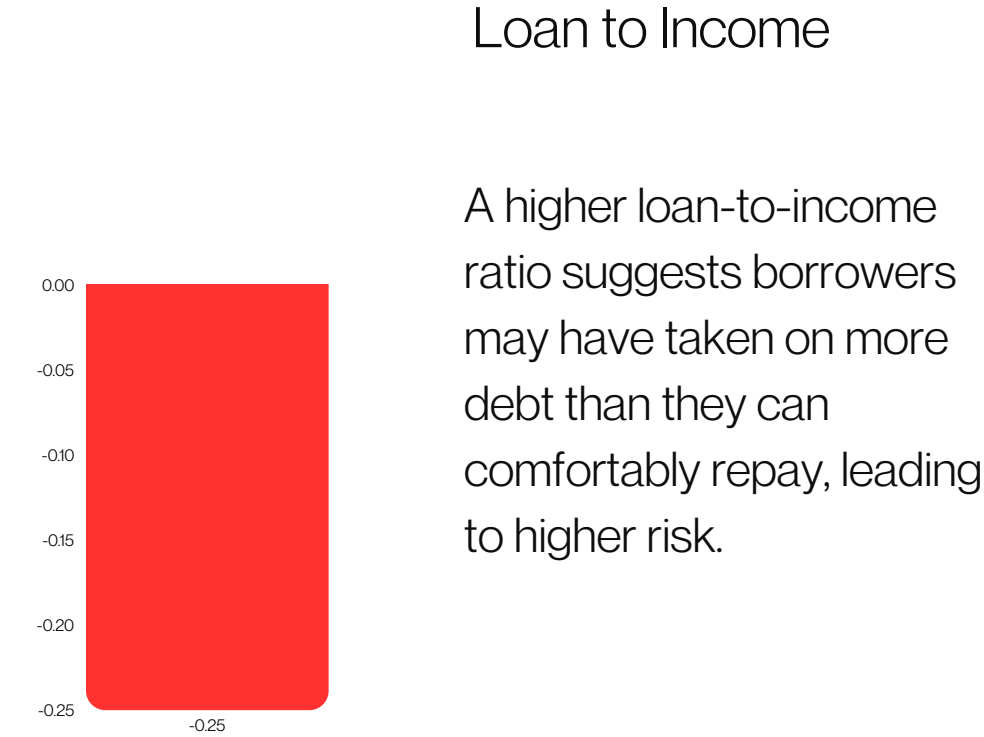 Loan to Income
A higher loan-to-income
ratio suggests borrowers
may have taken on more
debt than they can
comfortably repay, leading
to higher risk.
0.00
-0.05
-0.10
-0.15
-0.20
-0.25
-0.25